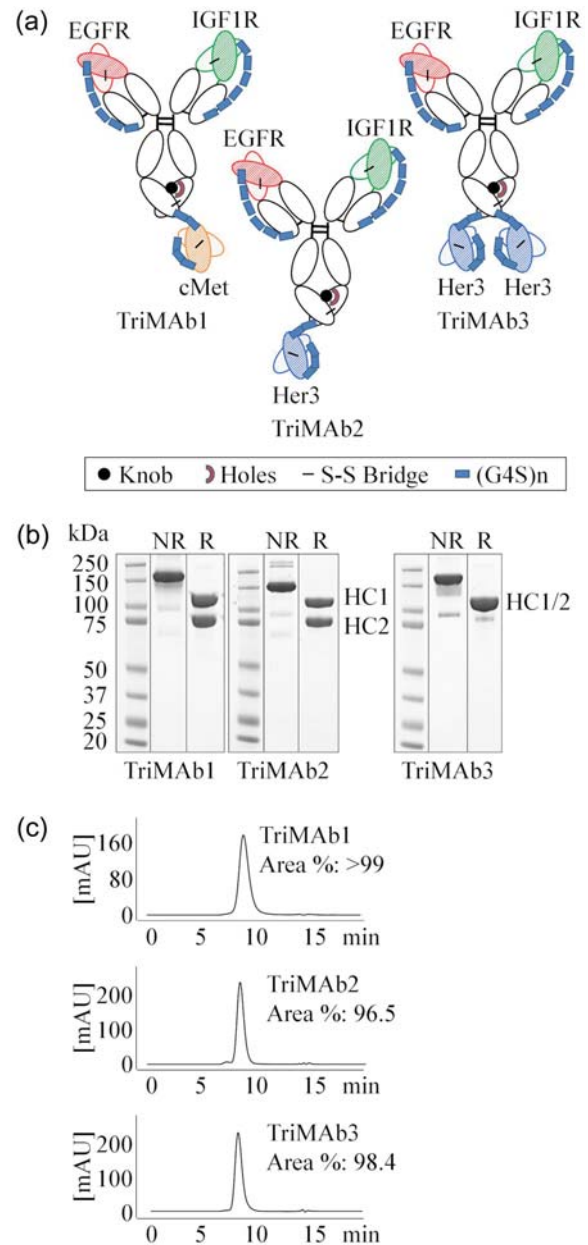 (a)
EGFR
IGF1R
EGFR
IGF1R
EGFR
IGF1R
cMet
TriMAb1
Her3
TriMAb2
Her3 Her3
TriMAb3
Knob Holes S-S Bridge (G4S)n
(b)
kDa NR R NR R NR R
250
150
100
75
50
37
25
20
HC1
HC2
HC1/2
TriMAb1 TriMAb2 TriMAb3
(c)
[mAU]
160
80
0
TriMAb1
Area %: >99
0 5 10 15 min
[mAU]
200
100
0
TriMAb2
Area %: 96.5
0 5 10 15 min
[mAU]
200
100
0
TriMAb3
Area %: 98.4
0 5 10 15 min